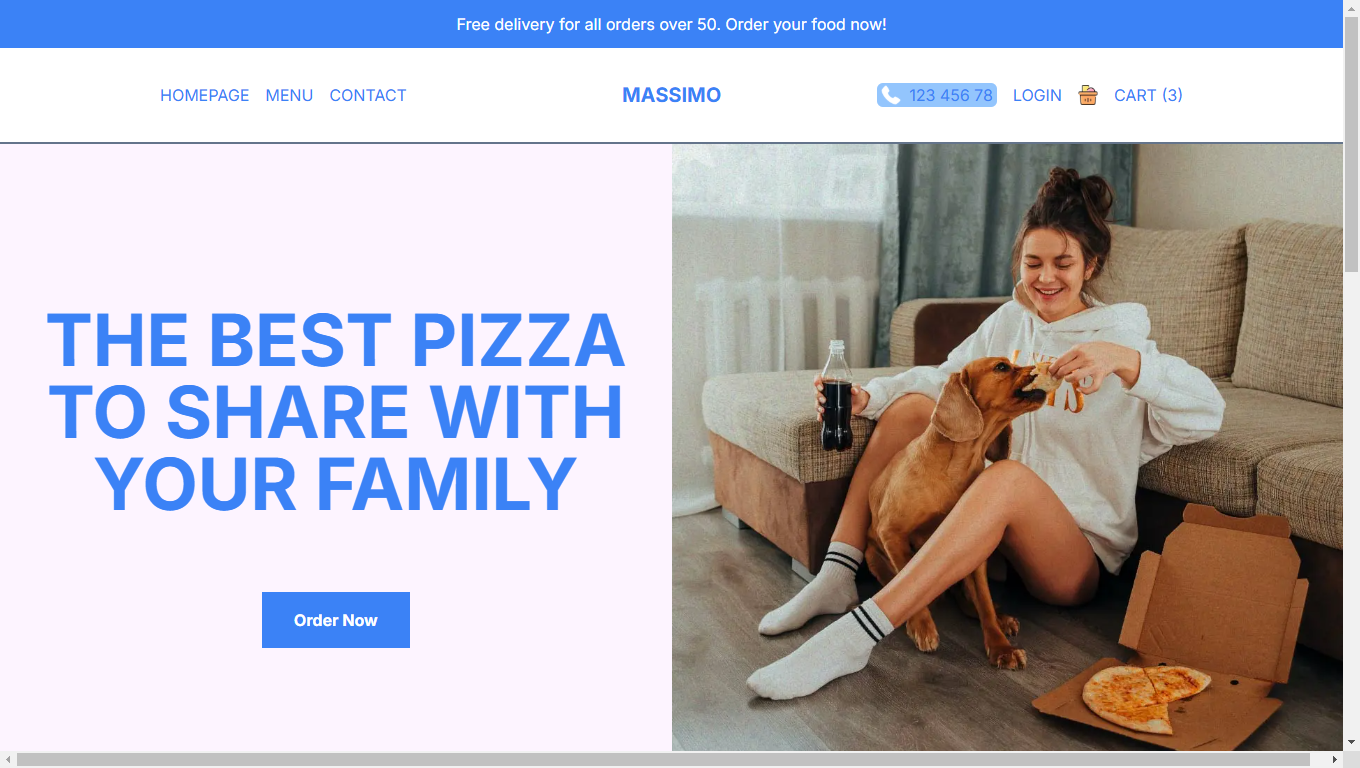 Free delivery for all orders over 50. Order your food now!
HOMEPAGE MENU CONTACT
MASSIMO
123 456 78 LOGIN CART (3)
THE BEST PIZZA
TO SHARE WITH
YOUR FAMILY
Order Now